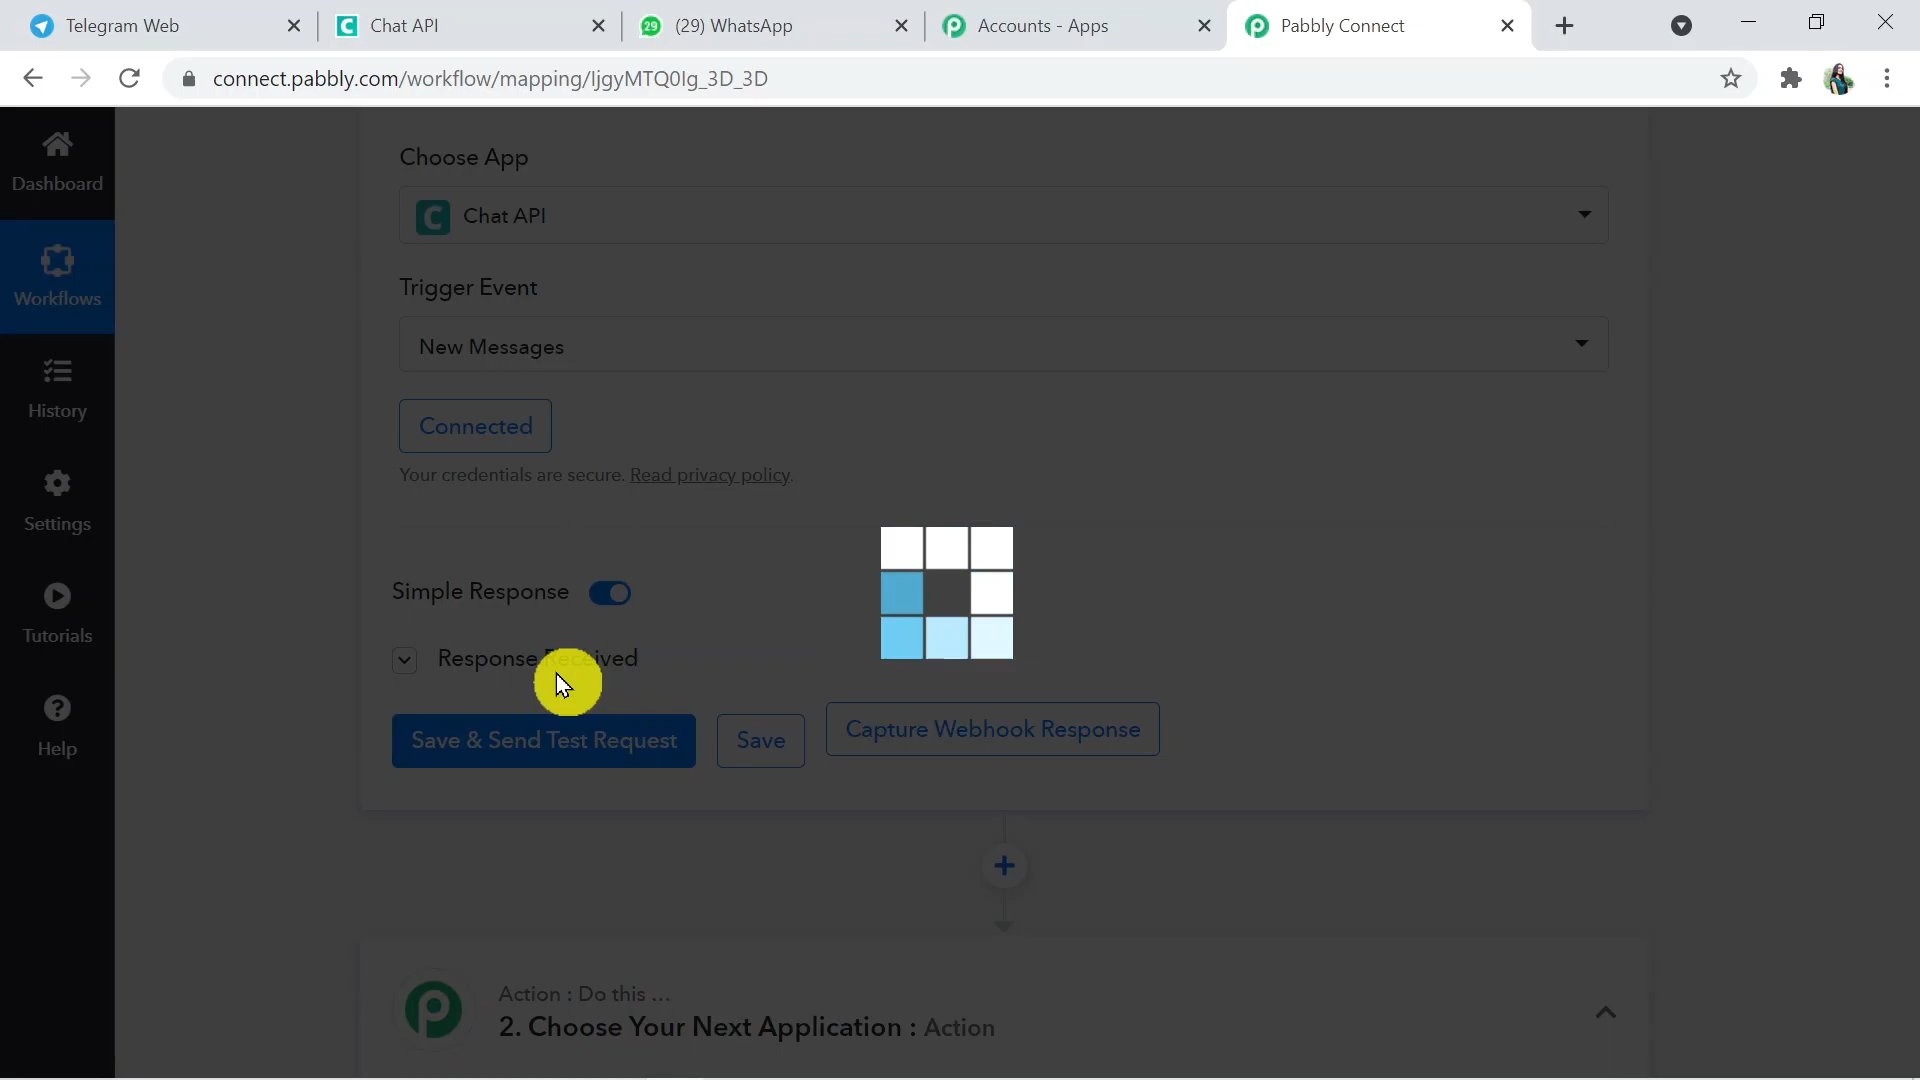 Telegram Web
Chat API
29
(29) WhatsApp
Accounts - Apps
Pabbly Connect
connect.pabbly.com/workflow/mapping/IjgyMTQ0Ig_3D_3D
Dashboard
Workflows
History
Settings
Tutorials
Help
Choose App
Chat API
Trigger Event
New Messages
Connected
Your credentials are secure. Read privacy policy.
Simple Response
Response Received
Save & Send Test Request
Save
Capture Webhook Response
Action : Do this ...
2. Choose Your Next Application : Action